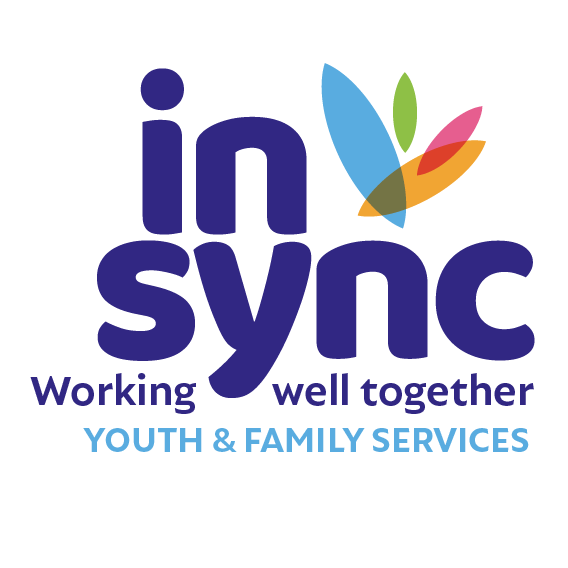 in
sync
Working well together
YOUTH & FAMILY SERVICES